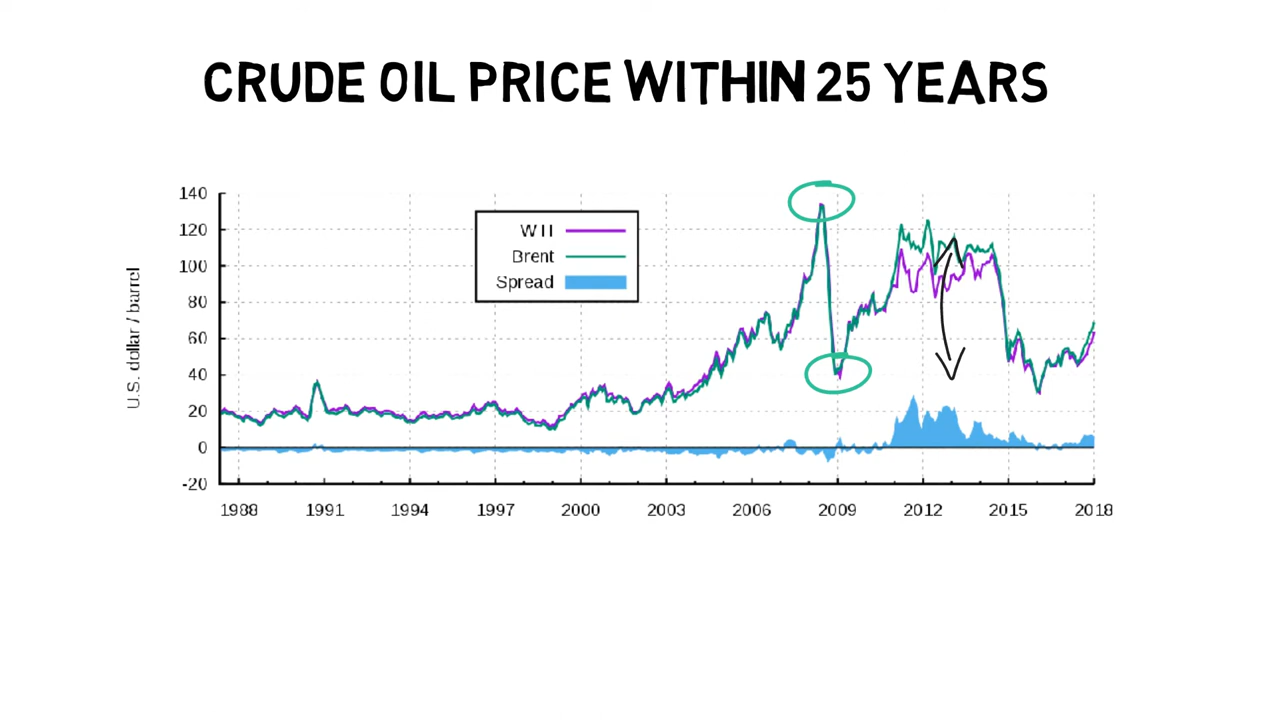 CRUDE OIL PRICE WITHIN 25 YEARS
U.S. dollar / barrel
140
120
100
80
60
40
20
0
-20
WTI
Brent
Spread
1988 1991 1994 1997 2000 2003 2006 2009 2012 2015 2018